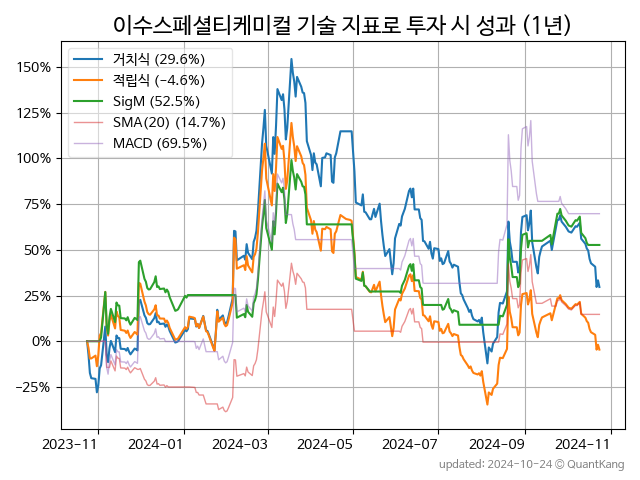 이수스페셜티케미컬 기술 지표로 투자 시 성과 (1년)
거치식 (29.6%)
적립식 (−4.6%)
SigM (52.5%)
SMA(20) (14.7%)
MACD (69.5%)
150%
125%
100%
75%
50%
25%
0%
−25%
2023-11 2024-01 2024-03 2024-05 2024-07 2024-09 2024-11
updated: 2024-10-24 © QuantKang